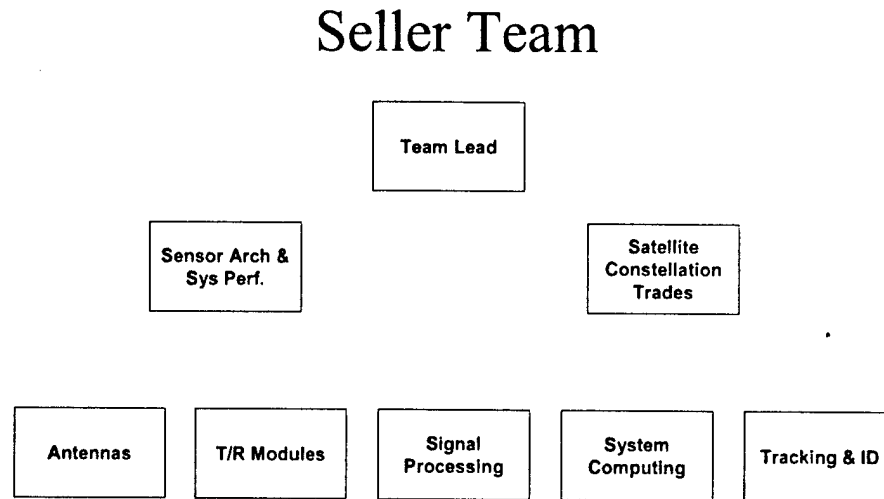 Seller Team
Team Lead
Sensor Arch &
Sys Perf.
Satellite
Constellation
Trades
Antennas
T/R Modules
Signal
Processing
System
Computing
Tracking & ID